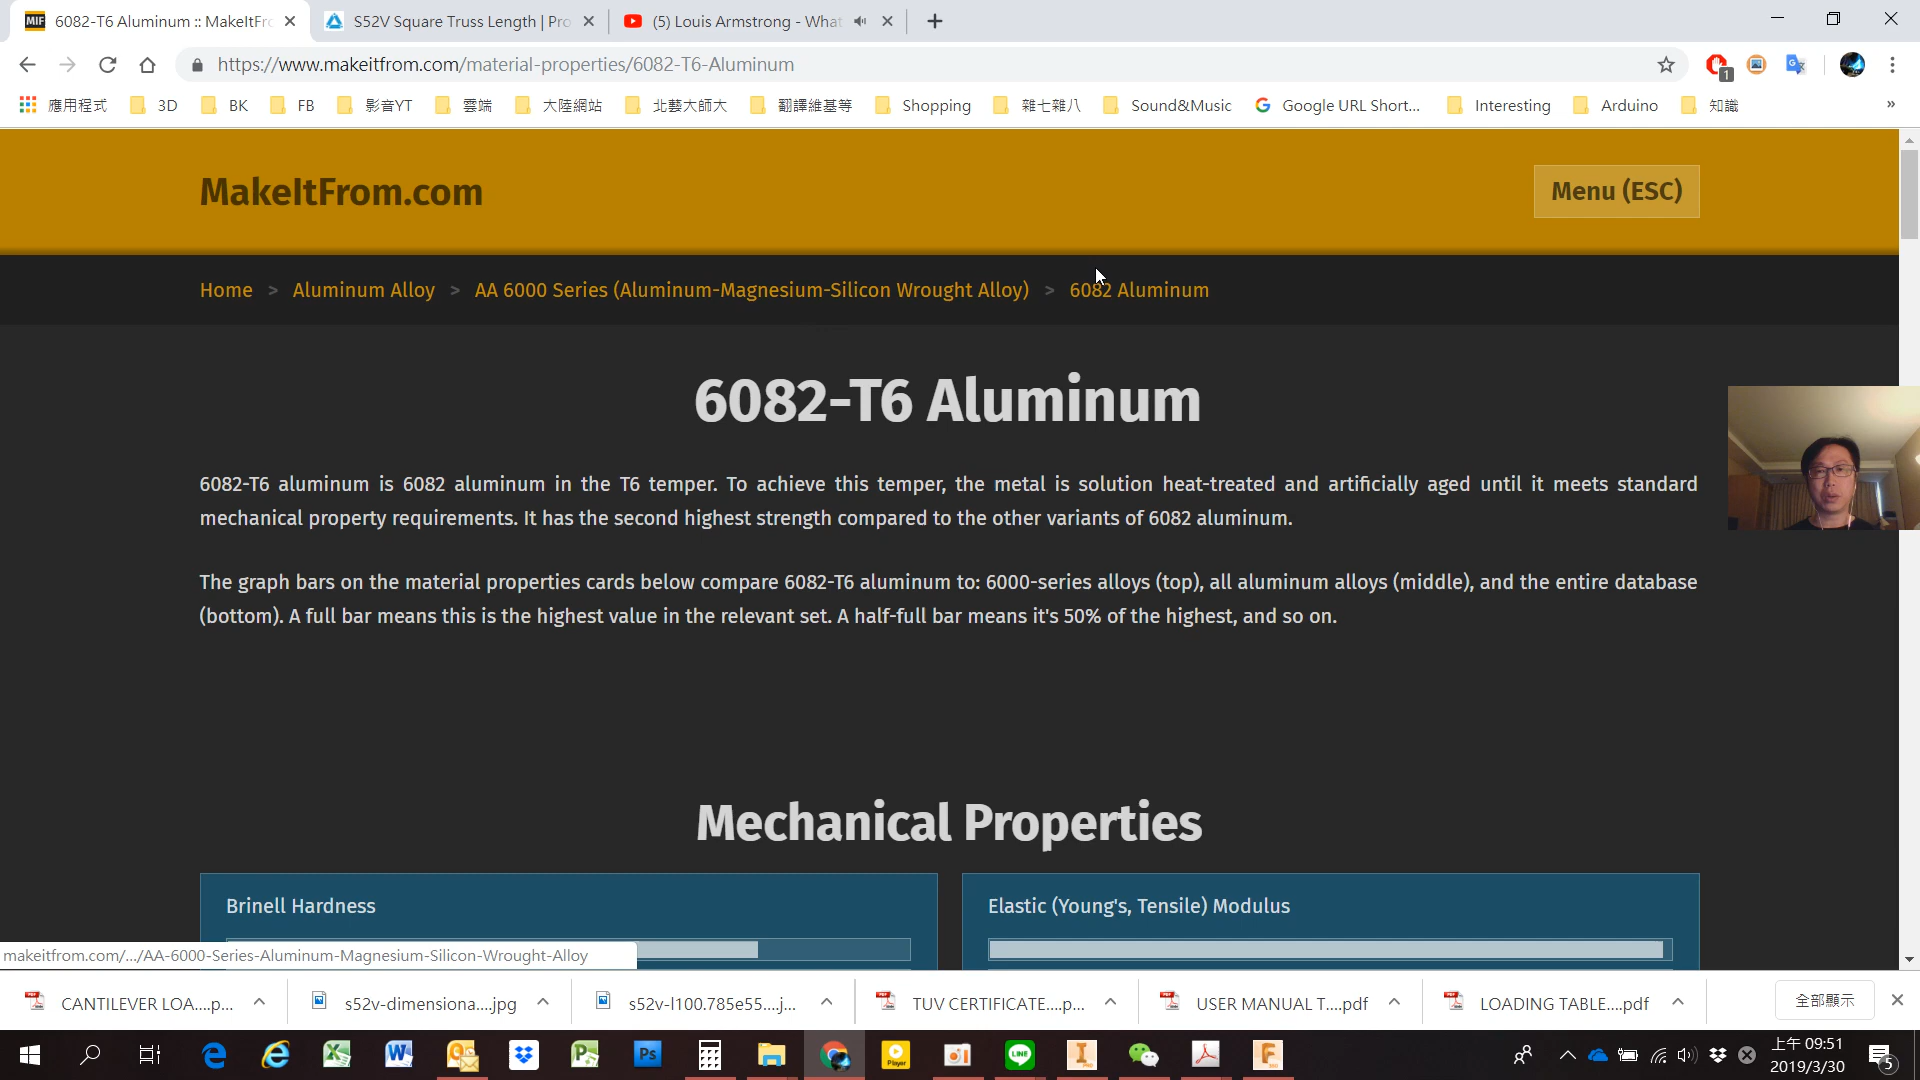 MIF 6082-T6 Aluminum :: MakeItFro
S52V Square Truss Length | Pro
(5) Louis Armstrong - What
https://www.makeitfrom.com/material-properties/6082-T6-Aluminum
1
應用程式 3D BK FB 影音YT 雲端 大陸網站 北藝大師大 翻譯維基等 Shopping 雜七雜八 Sound&Music Google URL Short... Interesting Arduino 知識 »
MakeItFrom.com
Menu (ESC)
Home > Aluminum Alloy > AA 6000 Series (Aluminum-Magnesium-Silicon Wrought Alloy) > 6082 Aluminum
6082-T6 Aluminum
6082-T6 aluminum is 6082 aluminum in the T6 temper. To achieve this temper, the metal is solution heat-treated and artificially aged until it meets standard
mechanical property requirements. It has the second highest strength compared to the other variants of 6082 aluminum.
The graph bars on the material properties cards below compare 6082-T6 aluminum to: 6000-series alloys (top), all aluminum alloys (middle), and the entire database
(bottom). A full bar means this is the highest value in the relevant set. A half-full bar means it's 50% of the highest, and so on.
Mechanical Properties
Brinell Hardness
Elastic (Young's, Tensile) Modulus
makeitfrom.com/.../AA-6000-Series-Aluminum-Magnesium-Silicon-Wrought-Alloy
CANTILEVER LOA....p...
s52v-dimensiona....jpg
s52v-l100.785e55....j...
TUV CERTIFICATE....p...
USER MANUAL T....pdf
LOADING TABLE....pdf
全部顯示
上午 09:51
2019/3/30
5